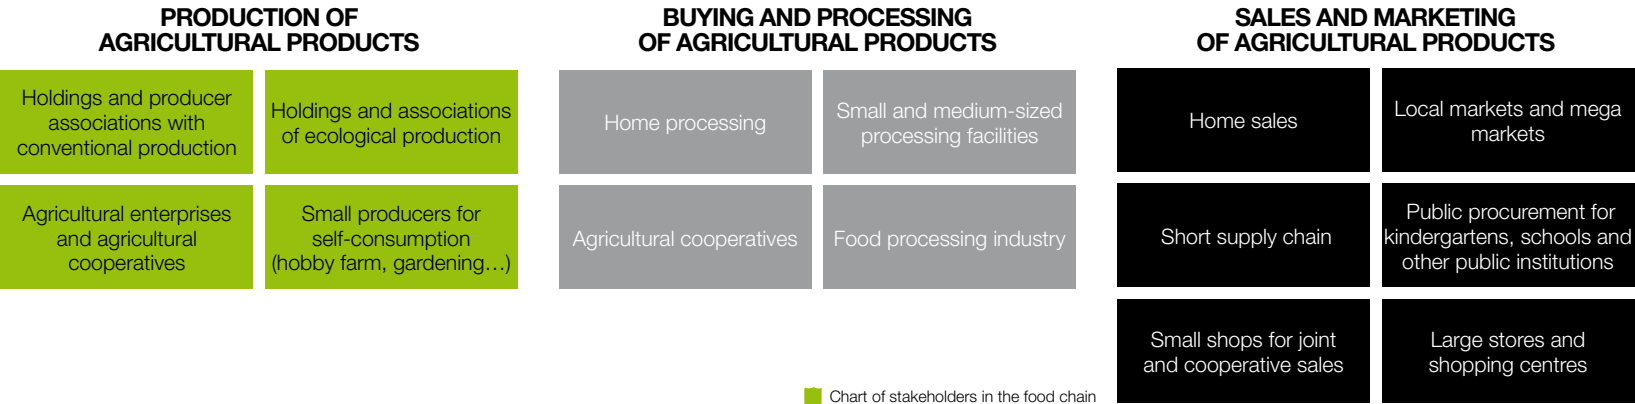 PRODUCTION OF
AGRICULTURAL PRODUCTS
Holdings and producer
associations with
conventional production
Holdings and associations
of ecological production
Agricultural enterprises
and agricultural
cooperatives
Small producers for
self-consumption
(hobby farm, gardening…)
BUYING AND PROCESSING
OF AGRICULTURAL PRODUCTS
Home processing
Small and medium-sized
processing facilities
Agricultural cooperatives
Food processing industry
SALES AND MARKETING
OF AGRICULTURAL PRODUCTS
Home sales
Local markets and mega
markets
Short supply chain
Public procurement for
kindergartens, schools and
other public institutions
Small shops for joint
and cooperative sales
Large stores and
shopping centres
Chart of stakeholders in the food chain